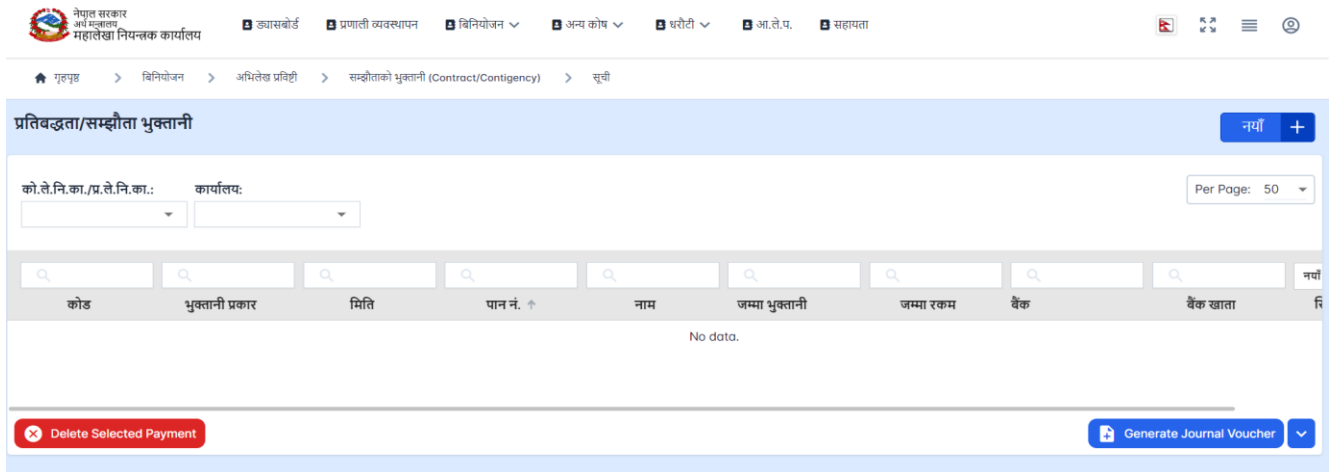 नेपाल सरकार
अर्थ मन्त्रालय
महालेखा नियन्त्रक कार्यालय
ड्यासबोर्ड प्रणाली व्यवस्थापन बिनियोजन अन्य कोष धरौटी आ.ले.प. सहायता
गृहपृष्ठ > बिनियोजन > अभिलेख प्रविष्टी > सम्झौताको भुक्तानी (Contract/Contigency) > सूची
प्रतिवद्धता/सम्झौता भुक्तानी
नयाँ +
को.ले.नि.का./प्र.ले.नि.का.: कार्यालय:
Per Page: 50
नयाँ
कोड भुक्तानी प्रकार मिति पान नं. ↑ नाम जम्मा भुक्तानी जम्मा रकम बैंक बैंक खाता
No data.
Delete Selected Payment
Generate Journal Voucher